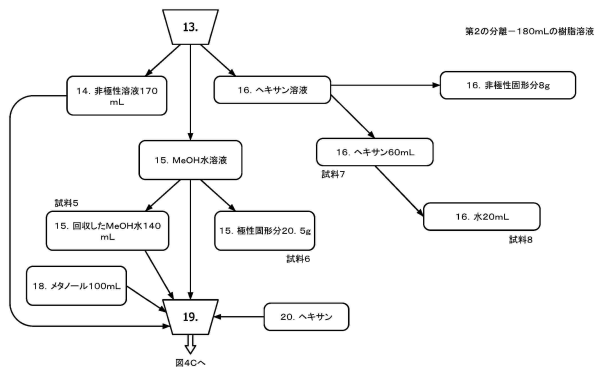 13.
第2の分離－180mLの樹脂溶液
14. 非極性溶液170
mL
16. ヘキサン溶液
16. 非極性固形分8g
15. MeOH水溶液
16. ヘキサン60mL
試料7
試料5
15. 回収したMeOH水140
mL
15. 極性固形分20. 5g
試料6
16. 水20mL
試料8
18. メタノール100mL
19.
20. ヘキサン
図4Cへ